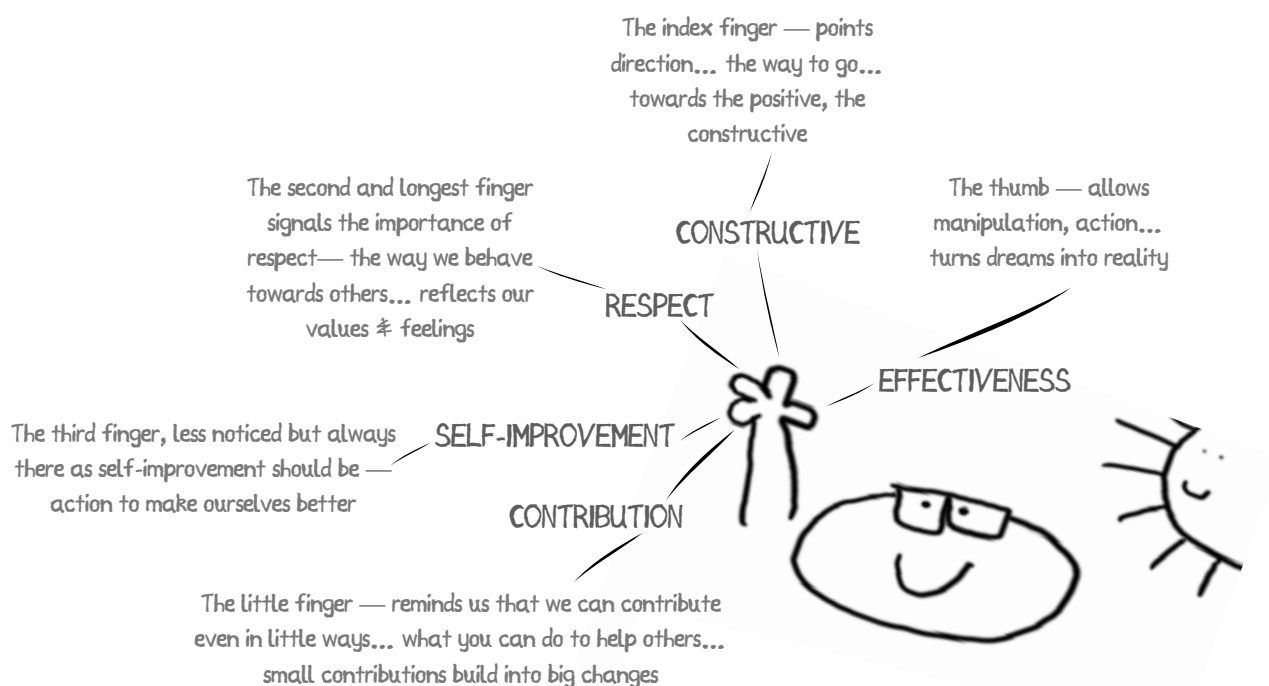 The index finger — points
direction... the way to go...
towards the positive, the
constructive
CONSTRUCTIVE
The thumb — allows
manipulation, action...
turns dreams into reality
EFFECTIVENESS
The second and longest finger
signals the importance of
respect— the way we behave
towards others... reflects our
values & feelings
RESPECT
The third finger, less noticed but always
there as self-improvement should be —
action to make ourselves better
SELF-IMPROVEMENT
CONTRIBUTION
The little finger — reminds us that we can contribute
even in little ways... what you can do to help others...
small contributions build into big changes